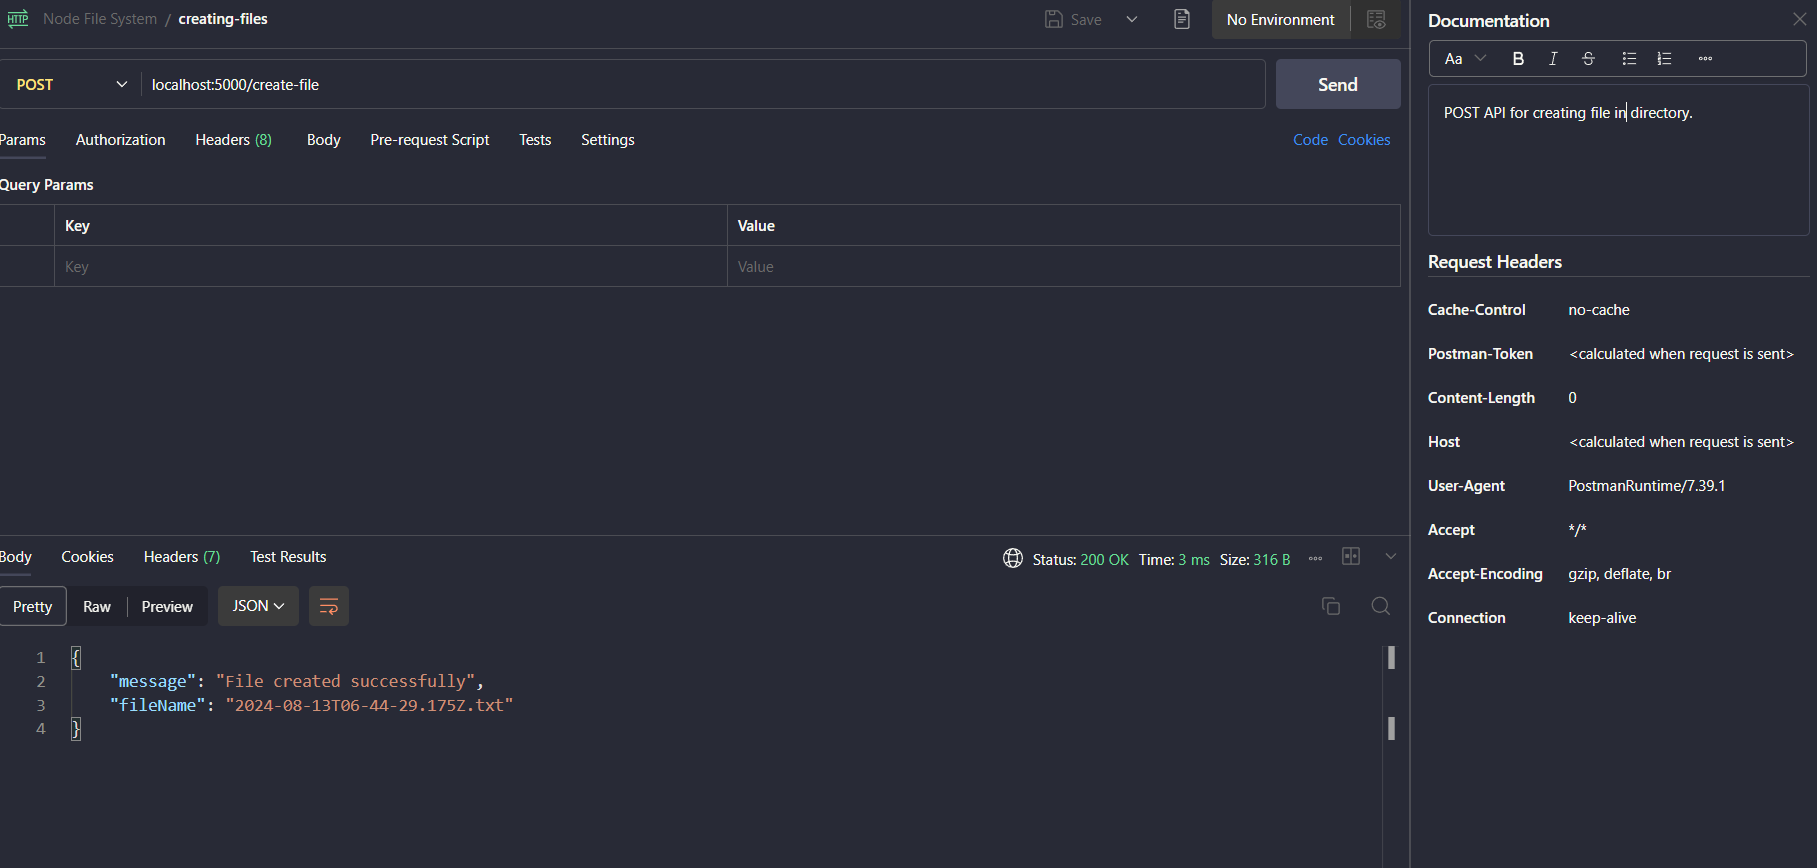 HTTP Node File System / creating-files
Save
No Environment
POST
localhost:5000/create-file
Send
Params Authorization Headers (8) Body Pre-request Script Tests Settings
Code Cookies
Query Params
Key Value
Key Value
Body Cookies Headers (7) Test Results
Status: 200 OK Time: 3 ms Size: 316 B
Pretty Raw Preview JSON
1 {
2 "message": "File created successfully",
3 "fileName": "2024-08-13T06-44-29.175Z.txt"
4 }
Documentation
Aa B I S
POST API for creating file in directory.
Request Headers
Cache-Control no-cache
Postman-Token <calculated when request is sent>
Content-Length 0
Host <calculated when request is sent>
User-Agent PostmanRuntime/7.39.1
Accept */*
Accept-Encoding gzip, deflate, br
Connection keep-alive